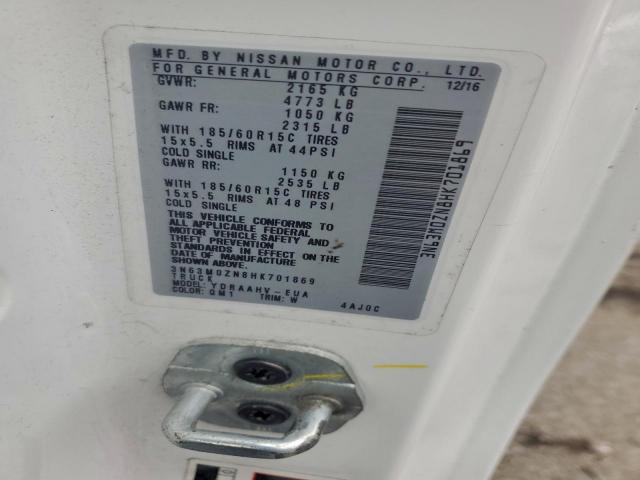 MFD. BY NISSAN MOTOR CO., LTD.
FOR GENERAL MOTORS CORP. 12/16
GVWR: 2165 KG
4773 LB
GAWR FR: 1050 KG
2315 LB
WITH 185/60R15C TIRES
15x5.5 RIMS AT 44PSI
COLD SINGLE
GAWR RR: 1150 KG
2535 LB
WITH 185/60R15C TIRES
15x5.5 RIMS AT 48 PSI
COLD SINGLE
THIS VEHICLE CONFORMS TO
ALL APPLICABLE FEDERAL
MOTOR VEHICLE SAFETY AND
THEFT PREVENTION
STANDARDS IN EFFECT ON THE
DATE OF MANUFACTURE
SHOWN ABOVE.
3N63M0ZN8HK701869
TRUCK
MODEL: YDRAAHV-EUA
COLOR: QM1 TRIM: W 4AJ0C
3N63M0ZN8HK701869